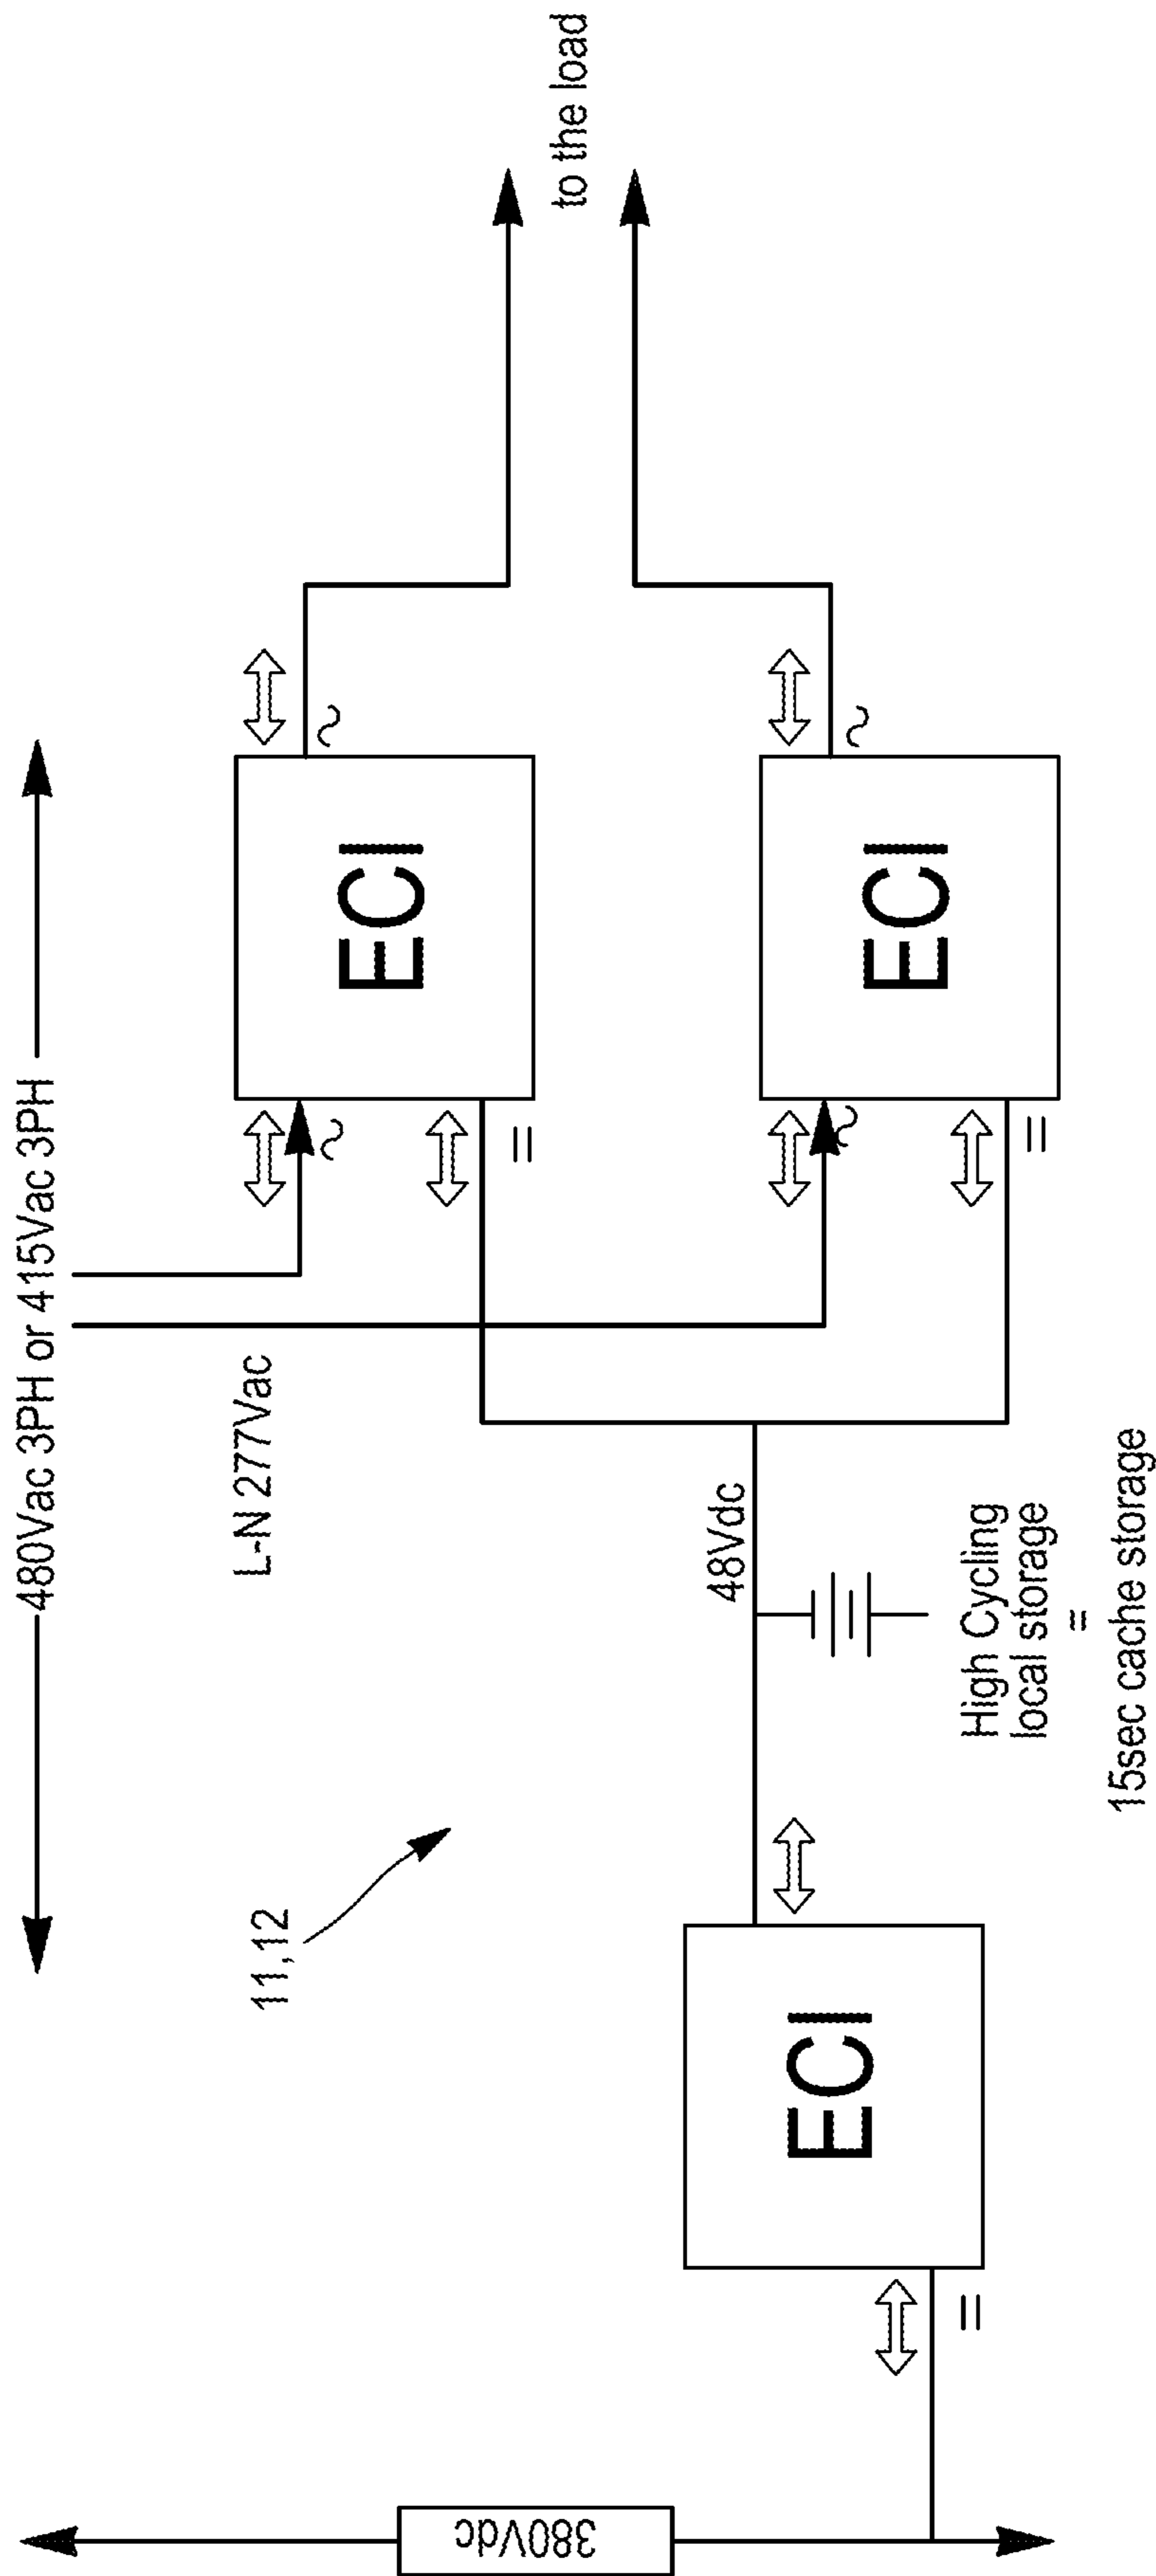 480Vac 3PH or 415Vac 3PH
L-N 277Vac
11,12
ECI
ECI
to the load
~
~
=
~
~
=
48Vdc
High Cycling
local storage
=
15sec cache storage
ECI
=
380Vdc